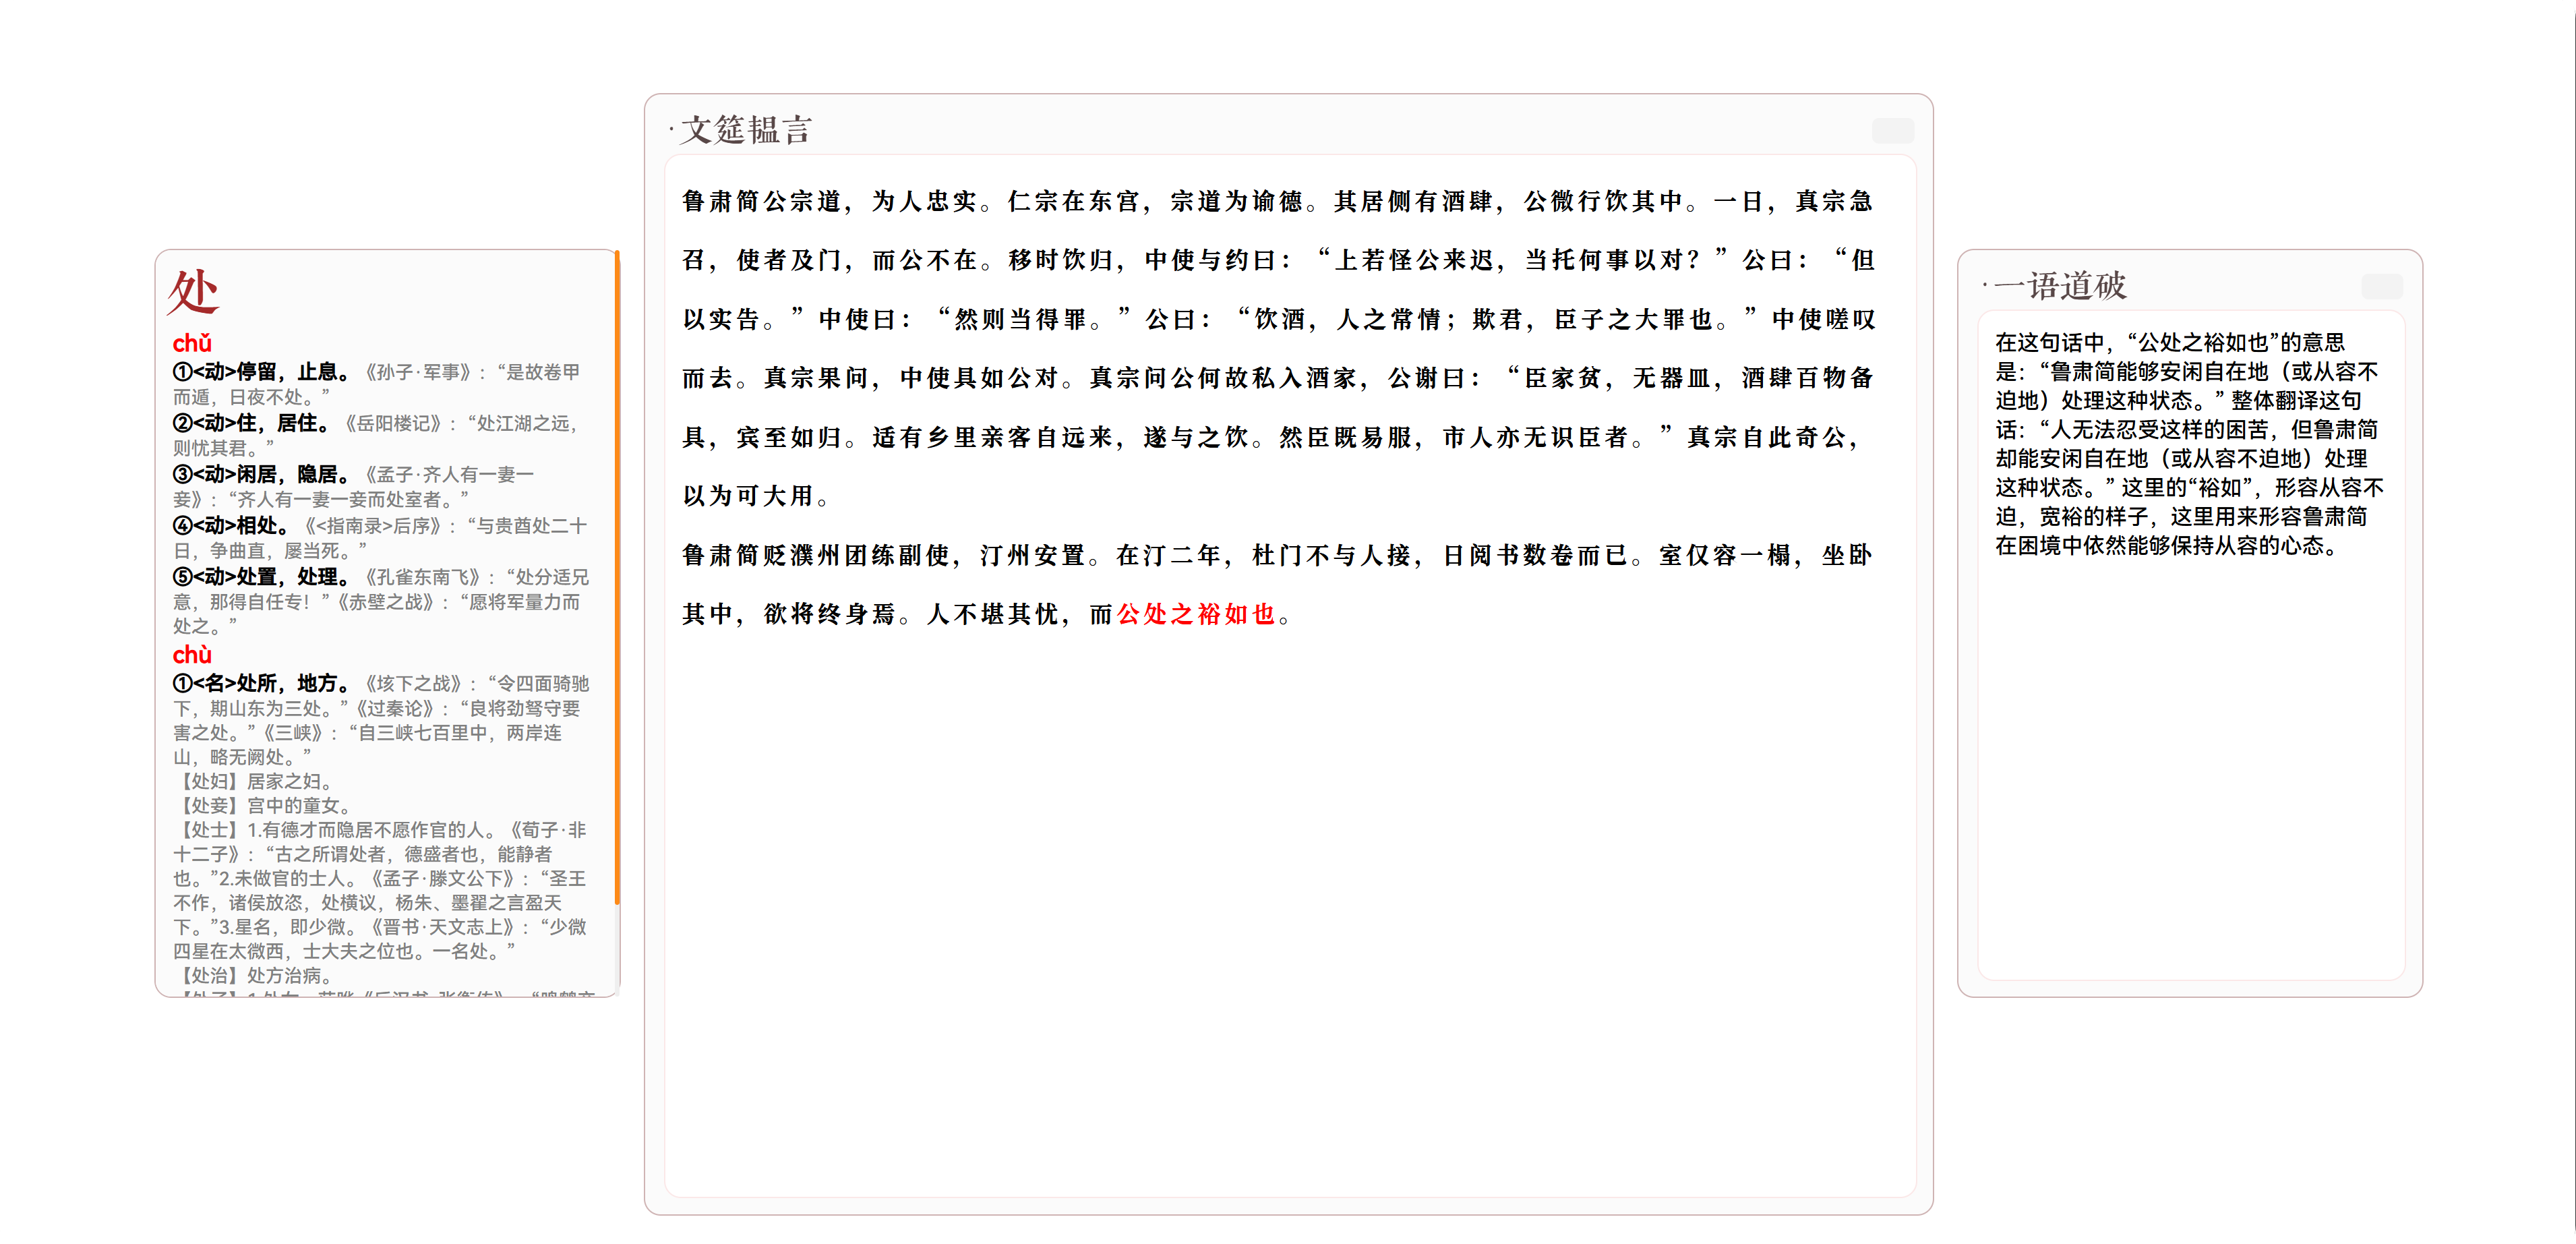 处
chǔ
①<动>停留，止息。《孙子·军事》：“是故卷甲
而遁，日夜不处。”
②<动>住，居住。《岳阳楼记》：“处江湖之远，
则忧其君。”
③<动>闲居，隐居。《孟子·齐人有一妻一
妾》：“齐人有一妻一妾而处室者。”
④<动>相处。《<指南录>后序》：“与贵酋处二十
日，争曲直，屡当死。”
⑤<动>处置，处理。《孔雀东南飞》：“处分适兄
意，那得自任专！”《赤壁之战》：“愿将军量力而
处之。”
chù
①<名>处所，地方。《垓下之战》：“令四面骑驰
下，期山东为三处。”《过秦论》：“良将劲弩守要
害之处。”《三峡》：“自三峡七百里中，两岸连
山，略无阙处。”
【处妇】居家之妇。
【处妾】宫中的童女。
【处士】1.有德才而隐居不愿作官的人。《荀子·非
十二子》：“古之所谓处者，德盛者也，能静者
也。”2.未做官的士人。《孟子·滕文公下》：“圣王
不作，诸侯放恣，处横议，杨朱、墨翟之言盈天
下。”3.星名，即少微。《晋书·天文志上》：“少微
四星在太微西，士大夫之位也。一名处。”
【处治】处方治病。
·文筵韫言
鲁肃简公宗道，为人忠实。仁宗在东宫，宗道为谕德。其居侧有酒肆，公微行饮其中。一日，真宗急
召，使者及门，而公不在。移时饮归，中使与约曰：“上若怪公来迟，当托何事以对？”公曰：“但
以实告。”中使曰：“然则当得罪。”公曰：“饮酒，人之常情；欺君，臣子之大罪也。”中使嗟叹
而去。真宗果问，中使具如公对。真宗问公何故私入酒家，公谢曰：“臣家贫，无器皿，酒肆百物备
具，宾至如归。适有乡里亲客自远来，遂与之饮。然臣既易服，市人亦无识臣者。”真宗自此奇公，
以为可大用。
鲁肃简贬濮州团练副使，汀州安置。在汀二年，杜门不与人接，日阅书数卷而已。室仅容一榻，坐卧
其中，欲将终身焉。人不堪其忧，而公处之裕如也。
·一语道破
在这句话中，“公处之裕如也”的意思
是：“鲁肃简能够安闲自在地（或从容不
迫地）处理这种状态。” 整体翻译这句
话：“人无法忍受这样的困苦，但鲁肃简
却能安闲自在地（或从容不迫地）处理
这种状态。” 这里的“裕如”，形容从容不
迫，宽裕的样子，这里用来形容鲁肃简
在困境中依然能够保持从容的心态。